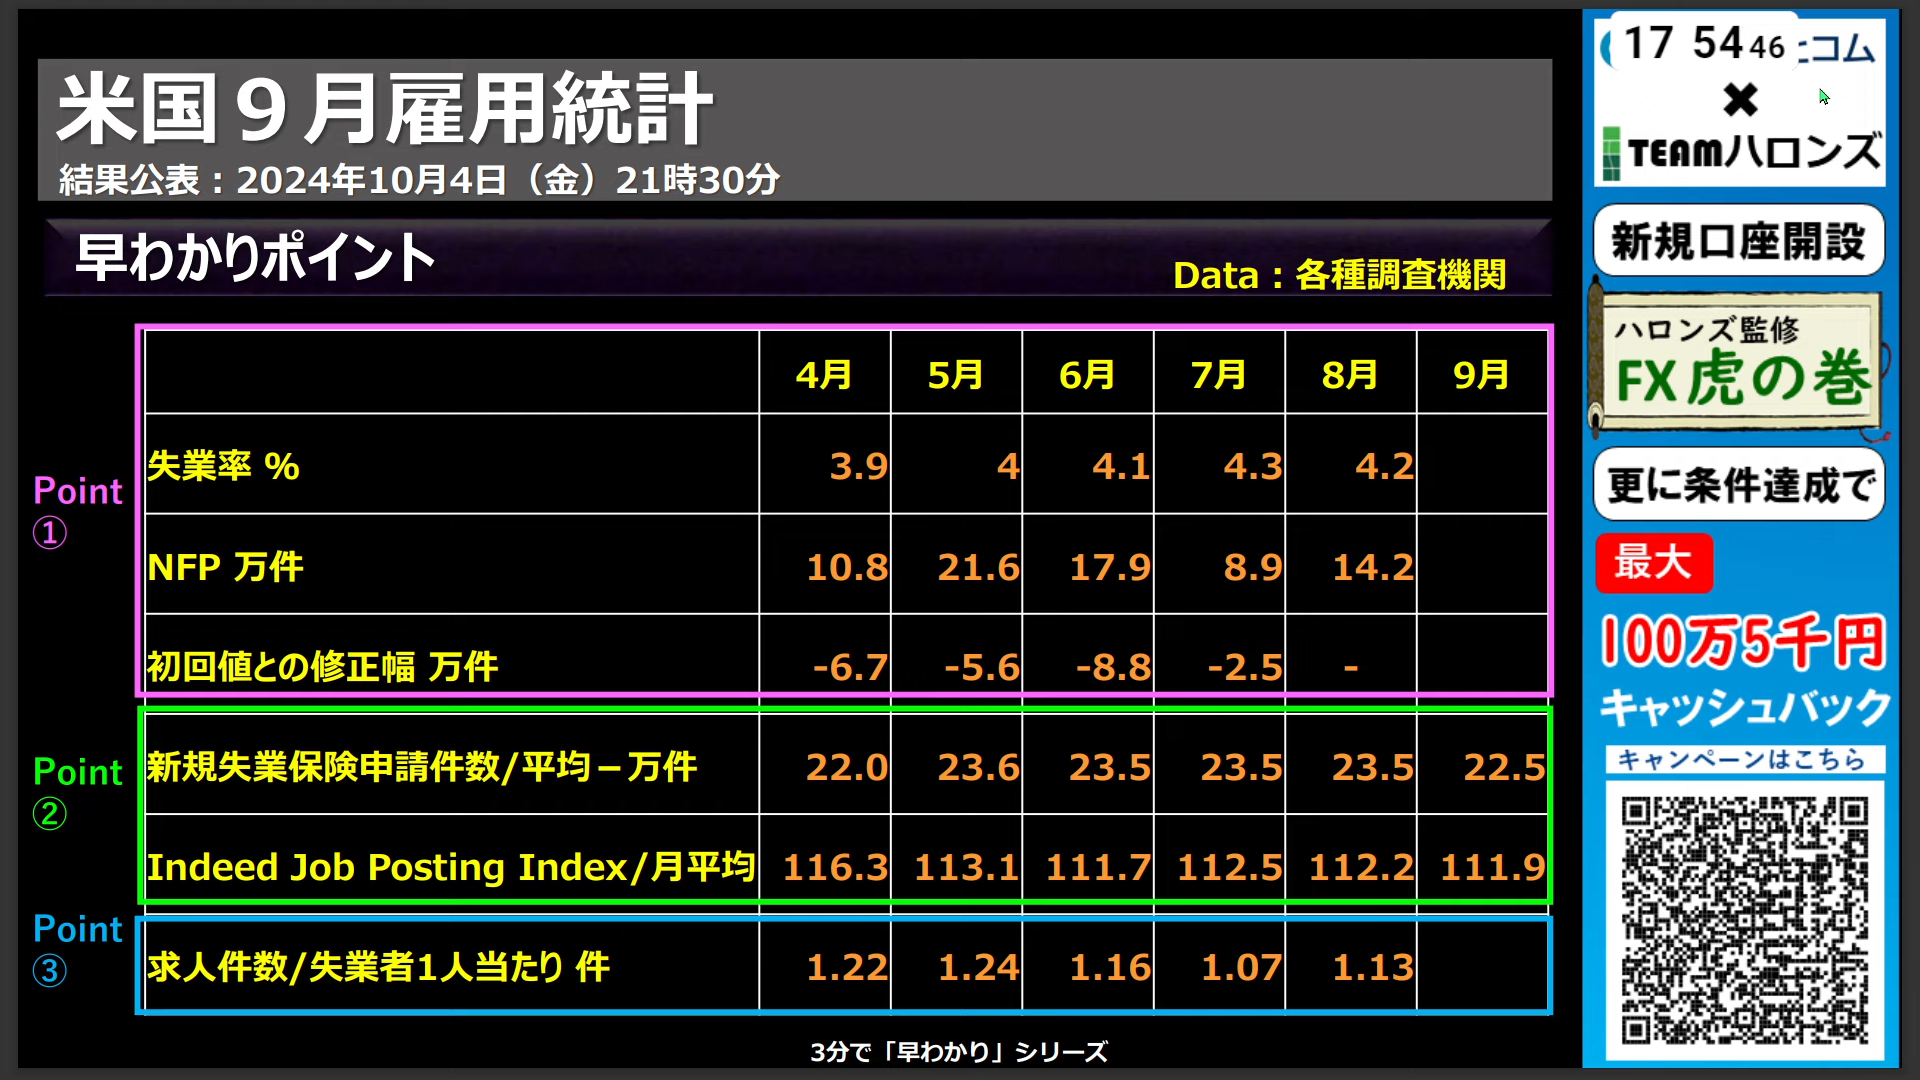 米国９月雇用統計
結果公表：2024年10月4日（金）21時30分
早わかりポイント
Data：各種調査機関
4月 5月 6月 7月 8月 9月
Point ①
失業率 % 3.9 4 4.1 4.3 4.2
NFP 万件 10.8 21.6 17.9 8.9 14.2
初回値との修正幅 万件 -6.7 -5.6 -8.8 -2.5 -
Point ②
新規失業保険申請件数/平均－万件 22.0 23.6 23.5 23.5 23.5 22.5
Indeed Job Posting Index/月平均 116.3 113.1 111.7 112.5 112.2 111.9
Point ③
求人件数/失業者1人当たり 件 1.22 1.24 1.16 1.07 1.13
3分で「早わかり」シリーズ
17 54 46
コム
✖
TEAMハロンズ
新規口座開設
ハロンズ監修
FX虎の巻
更に条件達成で
最大
100万5千円
キャッシュバック
キャンペーンはこちら